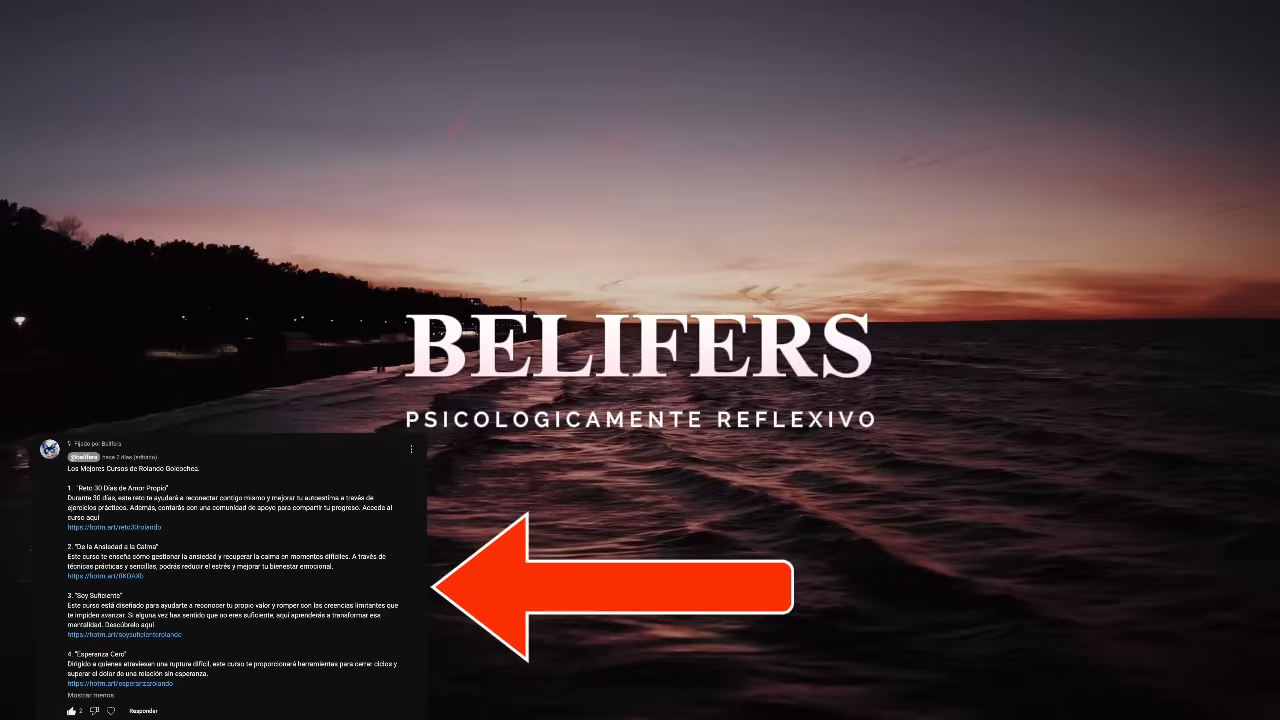 BELIFERS
PSICOLOGICAMENTE REFLEXIVO
Fijado por Belifers
@belifers hace 2 días (editado)
Los Mejores Cursos de Rolando Goicochea.
1. "Reto 30 Días de Amor Propio"
Durante 30 días, este reto te ayudará a reconectar contigo mismo y mejorar tu autoestima a través de
ejercicios prácticos. Además, contarás con una comunidad de apoyo para compartir tu progreso. Accede al
curso aquí
https://hotm.art/reto30rolando
2. "De la Ansiedad a la Calma"
Este curso te enseña cómo gestionar la ansiedad y recuperar la calma en momentos difíciles. A través de
técnicas prácticas y sencillas, podrás reducir el estrés y mejorar tu bienestar emocional.
https://hotm.art/0KOAXb
3. "Soy Suficiente"
Este curso está diseñado para ayudarte a reconocer tu propio valor y romper con las creencias limitantes que
te impiden avanzar. Si alguna vez has sentido que no eres suficiente, aquí aprenderás a transformar esa
mentalidad. Descúbrelo aquí
https://hotm.art/soysuficienterolando
4. "Esperanza Cero"
Dirigido a quienes atraviesan una ruptura difícil, este curso te proporcionará herramientas para cerrar ciclos y
superar el dolor de una relación sin esperanza.
https://hotm.art/esperanzarolando
Mostrar menos
2 Responder